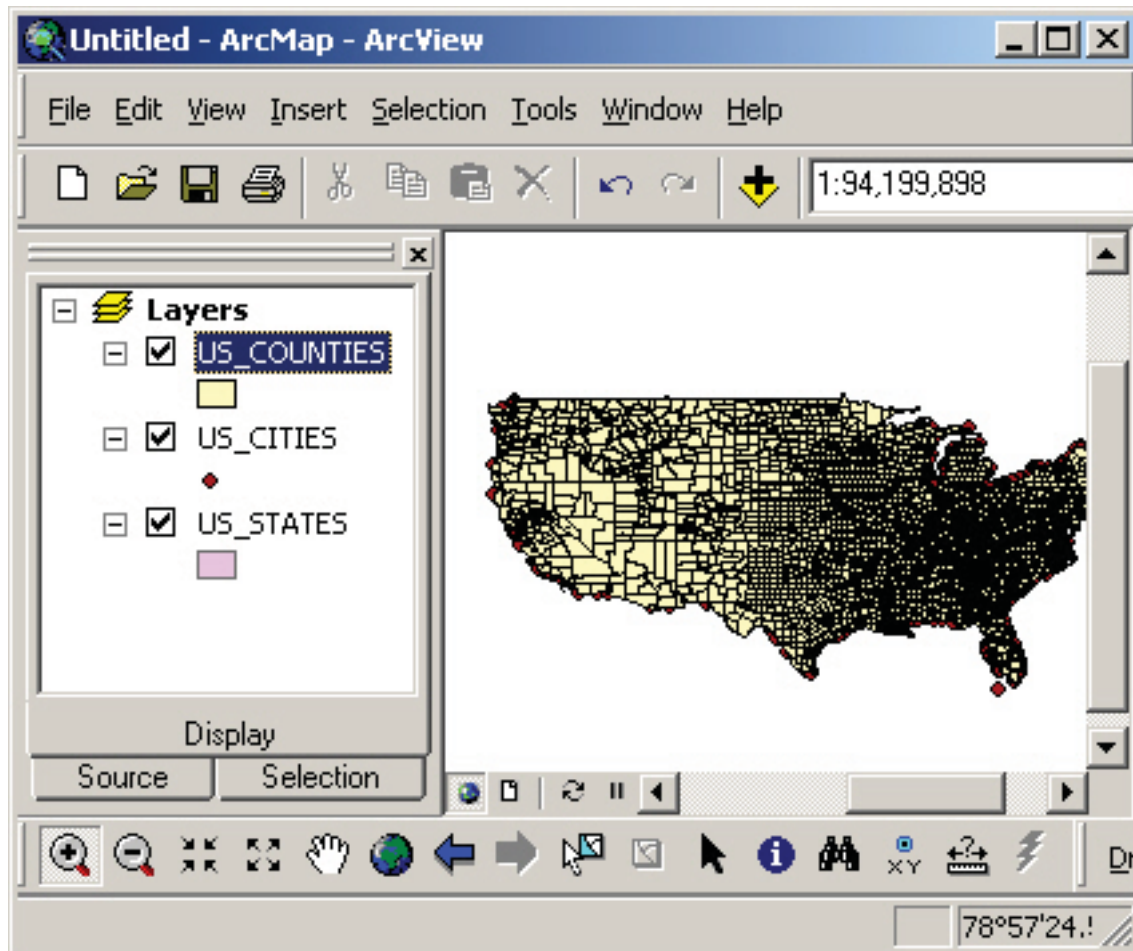 Untitled - ArcMap - ArcView
File Edit View Insert Selection Tools Window Help
1:94,199,898
Layers
US_COUNTIES
US_CITIES
US_STATES
Display
Source Selection
XY
Dr
78°57'24.!